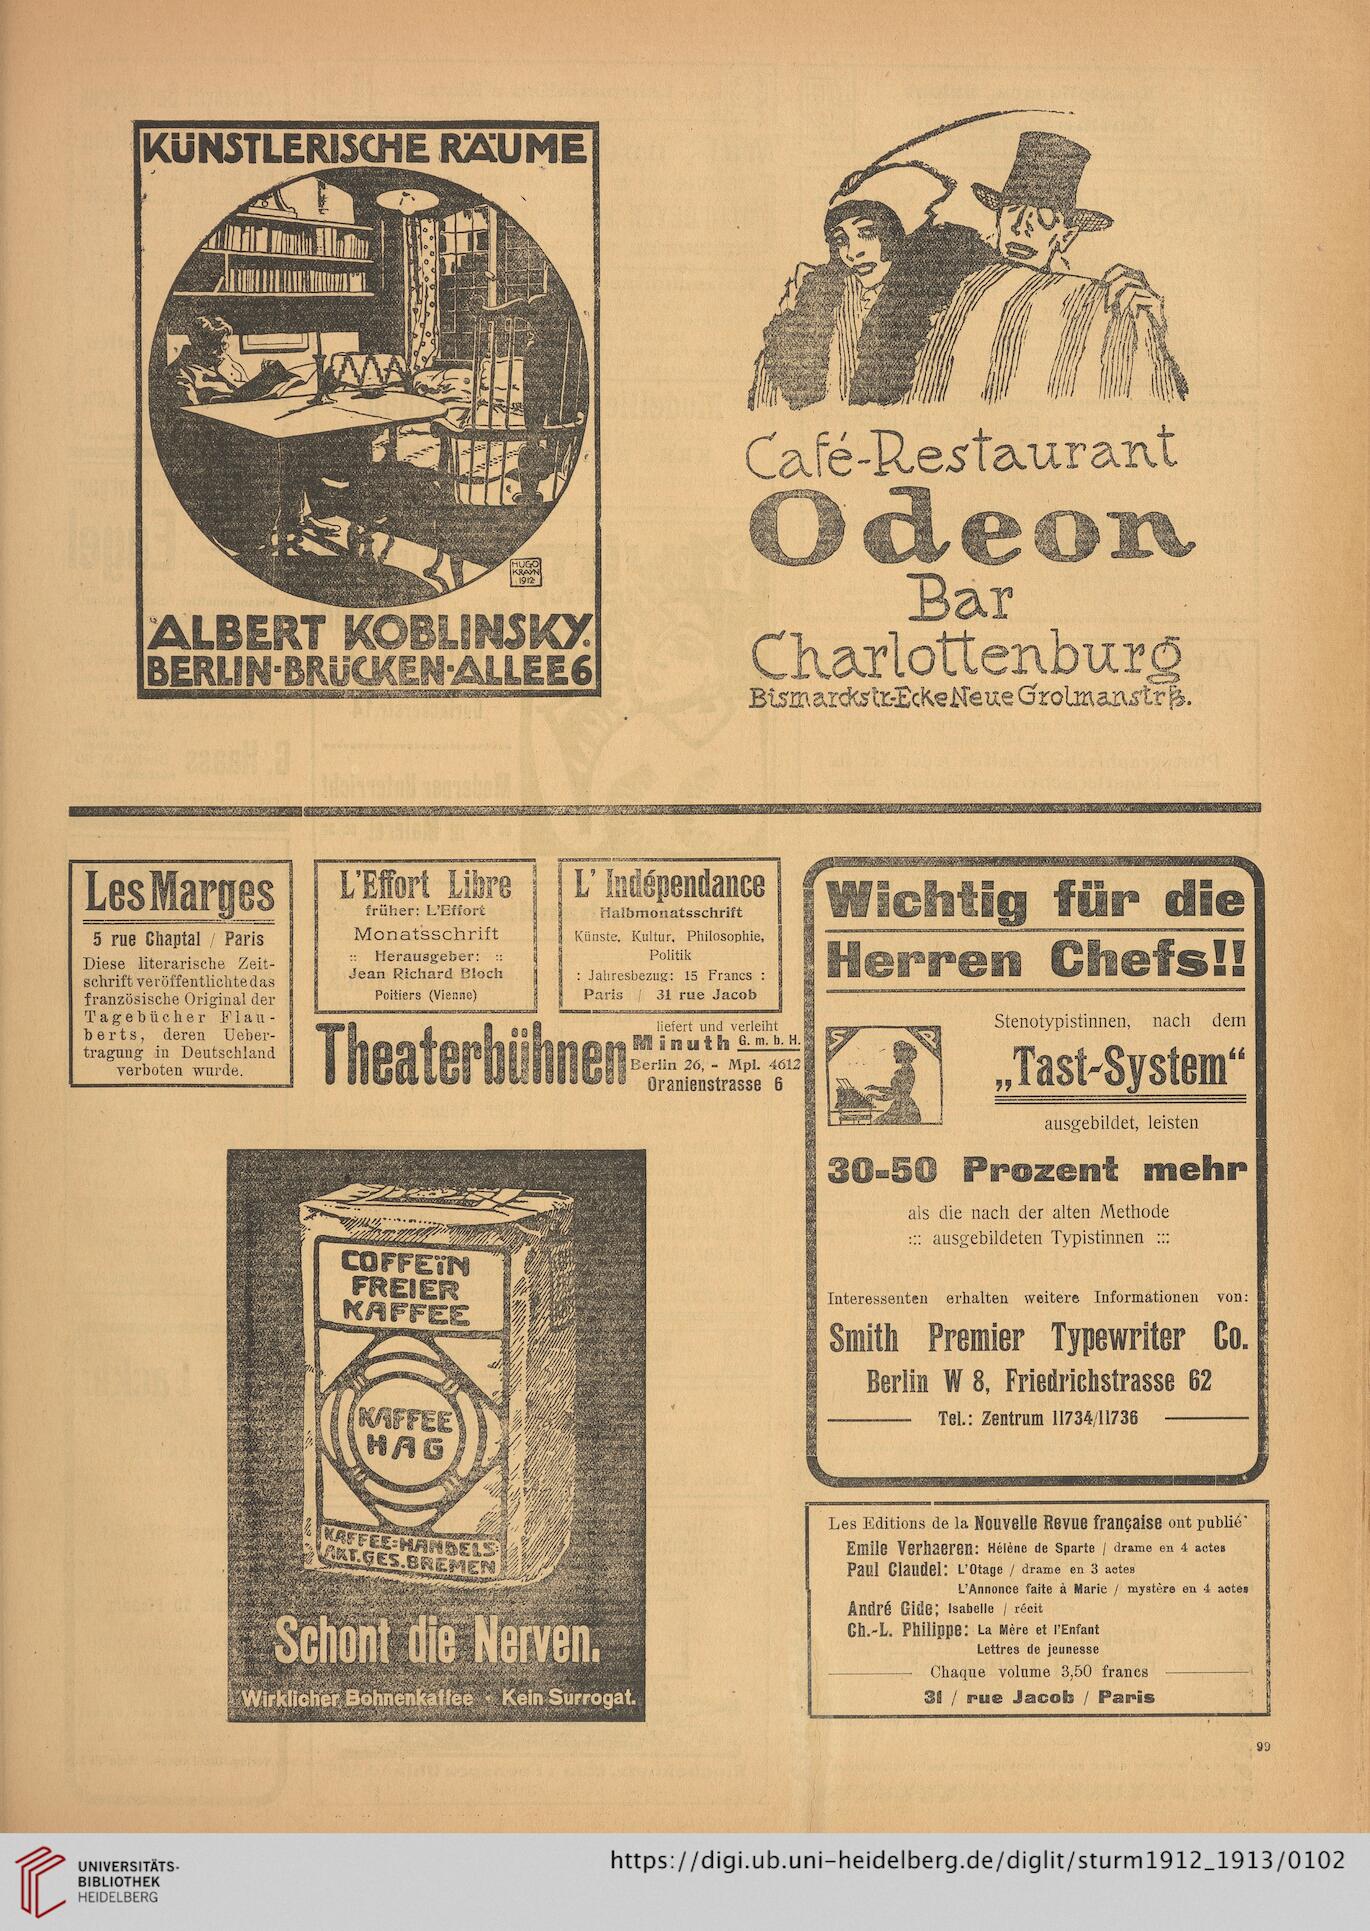 KÜNSTLERISCHE RÄUME
HUGO
KRAYN
1912
ALBERT KOBLINSKY.
BERLIN-BRÜCKEN-ALLEE 6
Café-Restaurant
Odeon
Bar
Charlottenburg
Bismarckstr-Ecke Neue Grolmanstrß.
Les Marges
5 rue Chaptal / Paris
Diese literarische Zeit-
schrift veröffentlichte das
französische Original der
Tagebücher Flau-
berts, deren Ueber-
tragung in Deutschland
verboten wurde.
L'Effort Libre
früher: L'Effort
Monatsschrift
:: Herausgeber: ::
Jean Richard Bloch
Poitiers (Vienne)
L' Indépendance
Halbmonatsschrift
Künste, Kultur, Philosophie,
Politik
: Jahresbezug: 15 Francs :
Paris / 31 rue Jacob
Theaterbühnen
liefert und verleiht
Minuth G. m. b. H.
Berlin 26, - Mpl. 4612
Oranienstrasse 6
Wichtig für die
Herren Chefs!!
Stenotypistinnen, nach dem
„Tast-System“
ausgebildet, leisten
30-50 Prozent mehr
als die nach der alten Methode
::: ausgebildeten Typistinnen :::
Interessenten erhalten weitere Informationen von:
Smith Premier Typewriter Co.
Berlin W 8, Friedrichstrasse 62
Tel.: Zentrum 11734/11736
COFFEÏN
FREIER
KAFFEE
KAFFEE
HAG
KAFFEE-HANDELS-
AKT.GES.BREMEN
Schont die Nerven.
Wirklicher Bohnenkaffee · Kein Surrogat.
Les Editions de la Nouvelle Revue française ont publié
Emile Verhaeren: Hélène de Sparte / drame en 4 actes
Paul Claudel: L'Otage / drame en 3 actes
L'Annonce faite à Marie / mystère en 4 actes
André Gide; Isabelle / récit
Ch.-L. Philippe: La Mère et l'Enfant
Lettres de jeunesse
Chaque volume 3,50 francs
31 / rue Jacob / Paris
99
UNIVERSITÄTS-
BIBLIOTHEK
HEIDELBERG
https://digi.ub.uni-heidelberg.de/diglit/sturm1912_1913/0102